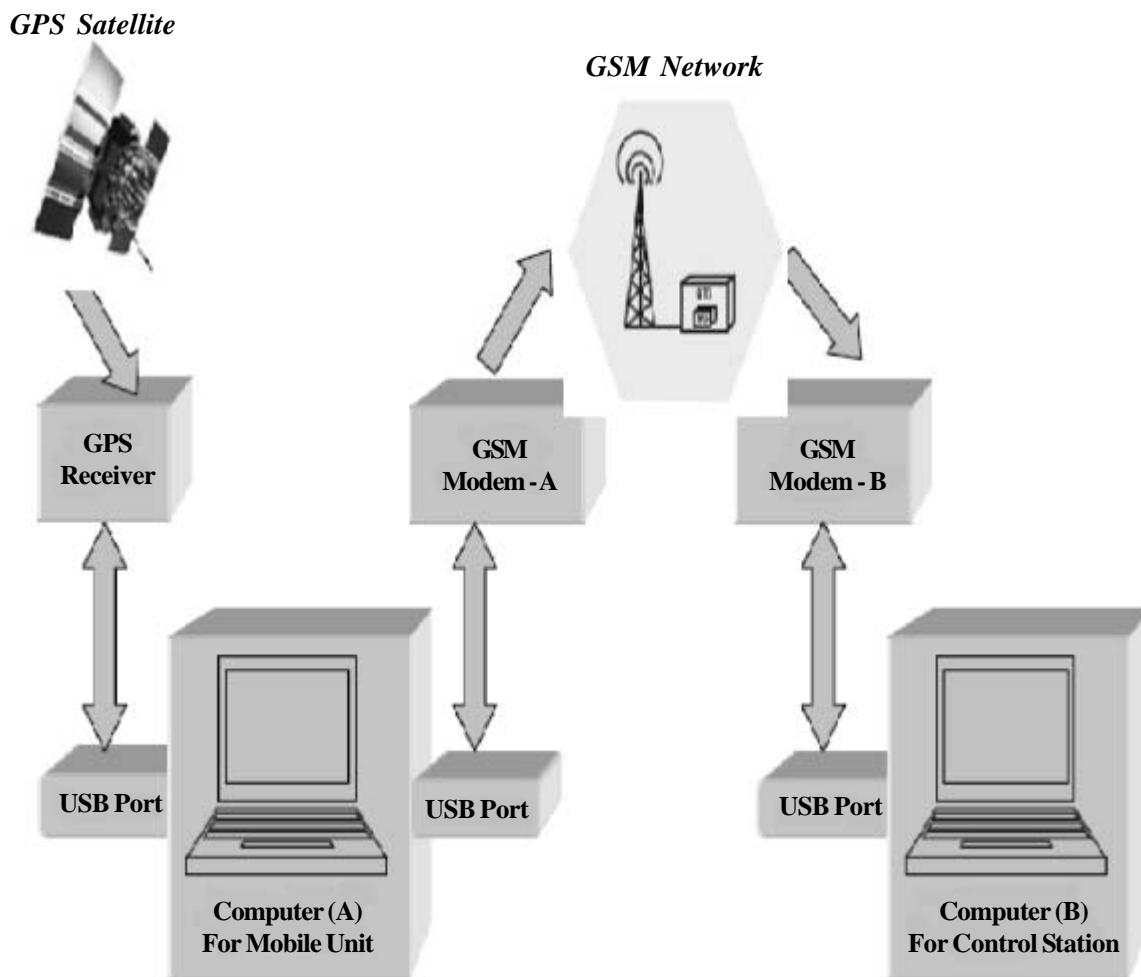 GPS Satellite
GSM Network
GPS
Receiver
GSM
Modem - A
GSM
Modem - B
USB Port
USB Port
USB Port
Computer (A)
For Mobile Unit
Computer (B)
For Control Station